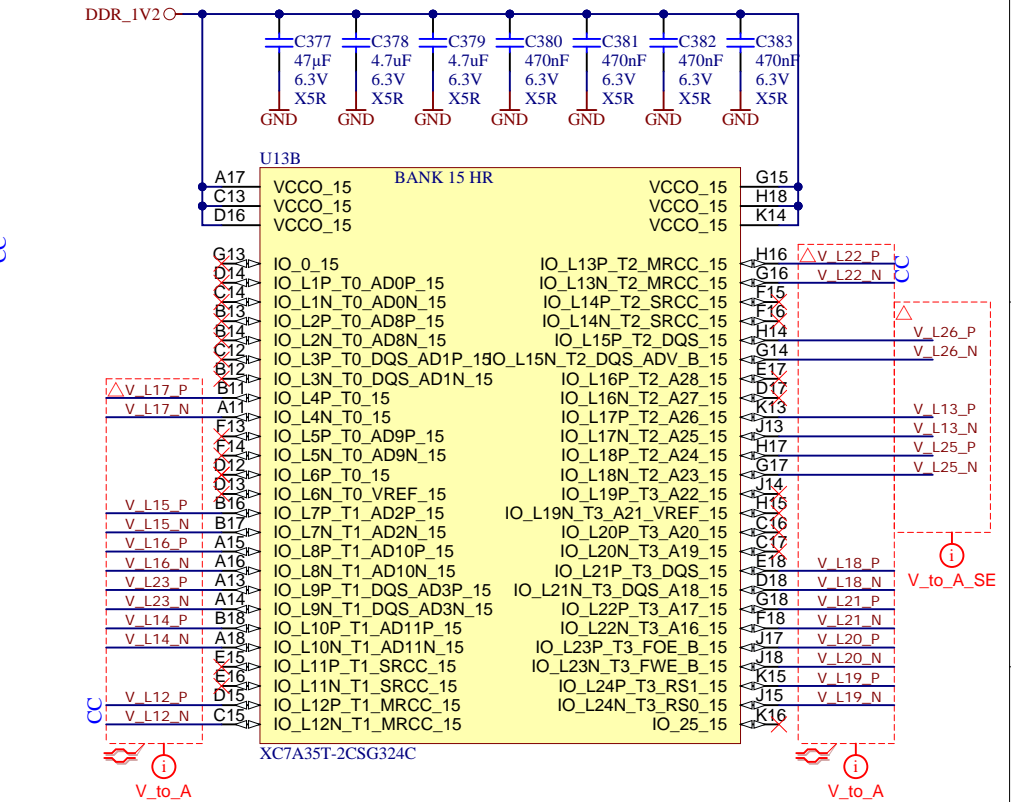 DDR_1V2
C377
47µF
6.3V
X5R
GND
C378
4.7uF
6.3V
X5R
GND
C379
4.7uF
6.3V
X5R
GND
C380
470nF
6.3V
X5R
GND
C381
470nF
6.3V
X5R
GND
C382
470nF
6.3V
X5R
GND
C383
470nF
6.3V
X5R
GND
U13B
BANK 15 HR
A17 VCCO_15 VCCO_15 G15
C13 VCCO_15 VCCO_15 H18
D16 VCCO_15 VCCO_15 K14
CC
G13 IO_0_15 IO_L13P_T2_MRCC_15 H16 V_L22_P
D14 IO_L1P_T0_AD0P_15 IO_L13N_T2_MRCC_15 G16 V_L22_N
CC
C14 IO_L1N_T0_AD0N_15 IO_L14P_T2_SRCC_15 F15
B13 IO_L2P_T0_AD8P_15 IO_L14N_T2_SRCC_15 F16
B14 IO_L2N_T0_AD8N_15 IO_L15P_T2_DQS_15 H14 V_L26_P
C12 IO_L3P_T0_DQS_AD1P_15 IO_L15N_T2_DQS_ADV_B_15 G14 V_L26_N
B12 IO_L3N_T0_DQS_AD1N_15 IO_L16P_T2_A28_15 E17
V_L17_P B11 IO_L4P_T0_15 IO_L16N_T2_A27_15 D17
V_L17_N A11 IO_L4N_T0_15 IO_L17P_T2_A26_15 K13 V_L13_P
F13 IO_L5P_T0_AD9P_15 IO_L17N_T2_A25_15 J13 V_L13_N
F14 IO_L5N_T0_AD9N_15 IO_L18P_T2_A24_15 H17 V_L25_P
D12 IO_L6P_T0_15 IO_L18N_T2_A23_15 G17 V_L25_N
D13 IO_L6N_T0_VREF_15 IO_L19P_T3_A22_15 J14
V_L15_P B16 IO_L7P_T1_AD2P_15 IO_L19N_T3_A21_VREF_15 H15
V_L15_N B17 IO_L7N_T1_AD2N_15 IO_L20P_T3_A20_15 C16
V_L16_P A15 IO_L8P_T1_AD10P_15 IO_L20N_T3_A19_15 C17
V_L16_N A16 IO_L8N_T1_AD10N_15 IO_L21P_T3_DQS_15 E18 V_L18_P
V_L23_P A13 IO_L9P_T1_DQS_AD3P_15 IO_L21N_T3_DQS_A18_15 D18 V_L18_N
V_L23_N A14 IO_L9N_T1_DQS_AD3N_15 IO_L22P_T3_A17_15 G18 V_L21_P
V_L14_P B18 IO_L10P_T1_AD11P_15 IO_L22N_T3_A16_15 F18 V_L21_N
V_L14_N A18 IO_L10N_T1_AD11N_15 IO_L23P_T3_FOE_B_15 J17 V_L20_P
E15 IO_L11P_T1_SRCC_15 IO_L23N_T3_FWE_B_15 J18 V_L20_N
E16 IO_L11N_T1_SRCC_15 IO_L24P_T3_RS1_15 K15 V_L19_P
V_L12_P D15 IO_L12P_T1_MRCC_15 IO_L24N_T3_RS0_15 J15 V_L19_N
CC
V_L12_N C15 IO_L12N_T1_MRCC_15 IO_25_15 K16
XC7A35T-2CSG324C
i
V_to_A_SE
i
V_to_A
i
V_to_A